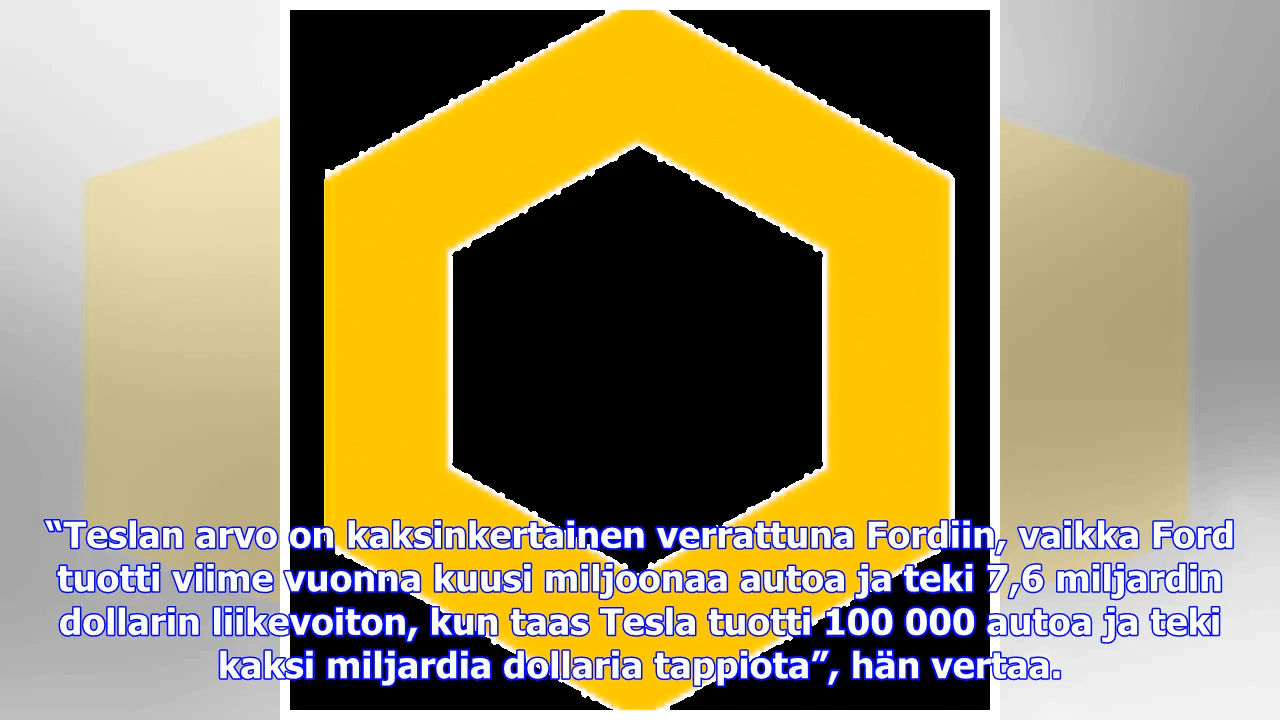 “Teslan arvo on kaksinkertainen verrattuna Fordiin, vaikka Ford
tuotti viime vuonna kuusi miljoonaa autoa ja teki 7,6 miljardin
dollarin liikevoiton, kun taas Tesla tuotti 100 000 autoa ja teki
kaksi miljardia dollaria tappiota”, hän vertaa.